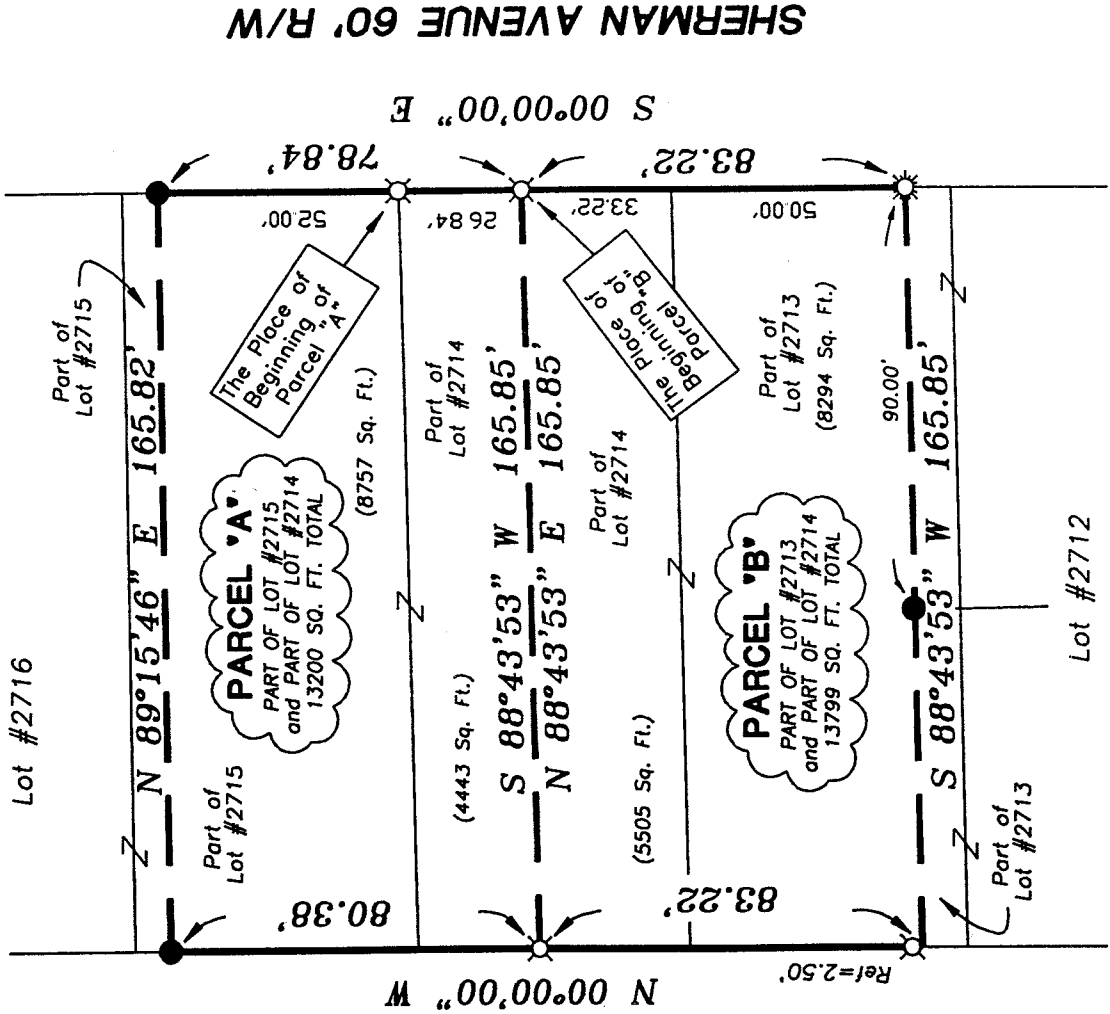 SHERMAN AVENUE 60' R/W
S 00°00'00" E
78.84'
83.22'
52.00'
26.84'
33.22'
50.00'
The Place of
Beginning of
Parcel "A"
The Place of
Beginning of
Parcel "B"
Part of
Lot #2715
N 89°15'46" E 165.82'
Lot #2716
PARCEL "A"
PART OF LOT #2715
and PART OF LOT #2714
13200 SQ. FT. TOTAL
(8757 Sq. Ft.)
Part of
Lot #2715
Part of
Lot #2714
(4443 Sq. Ft.)
S 88°43'53" W 165.85'
N 88°43'53" E 165.85'
Part of
Lot #2714
(5505 Sq. Ft.)
Part of
Lot #2713
(8294 Sq. Ft.)
90.00'
PARCEL "B"
PART OF LOT #2713
and PART OF LOT #2714
13799 SQ. FT. TOTAL
S 88°43'53" W 165.85'
Part of
Lot #2713
Lot #2712
80.38'
83.22'
Ref=2.50'
N 00°00'00" W